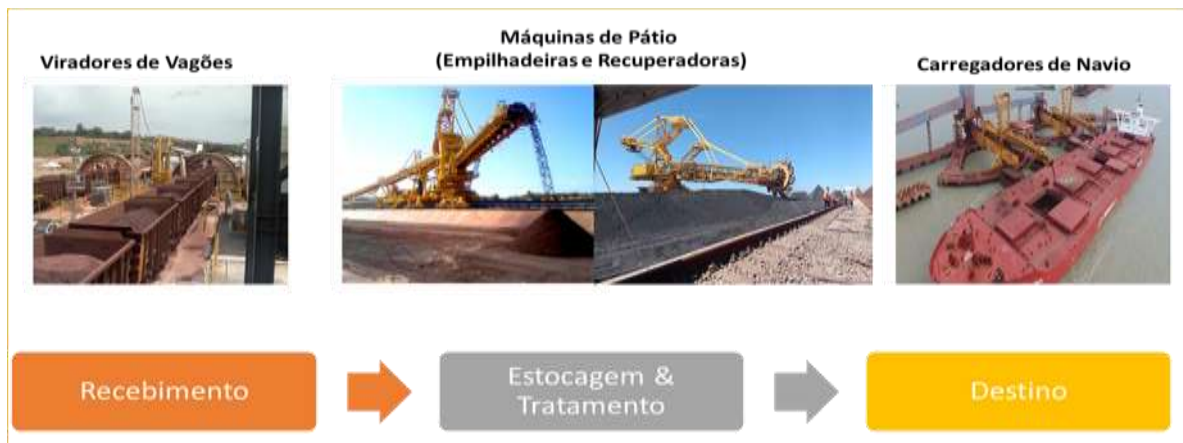 Viradores de Vagões
Máquinas de Pátio
(Empilhadeiras e Recuperadoras)
Carregadores de Navio
Recebimento
Estocagem &
Tratamento
Destino